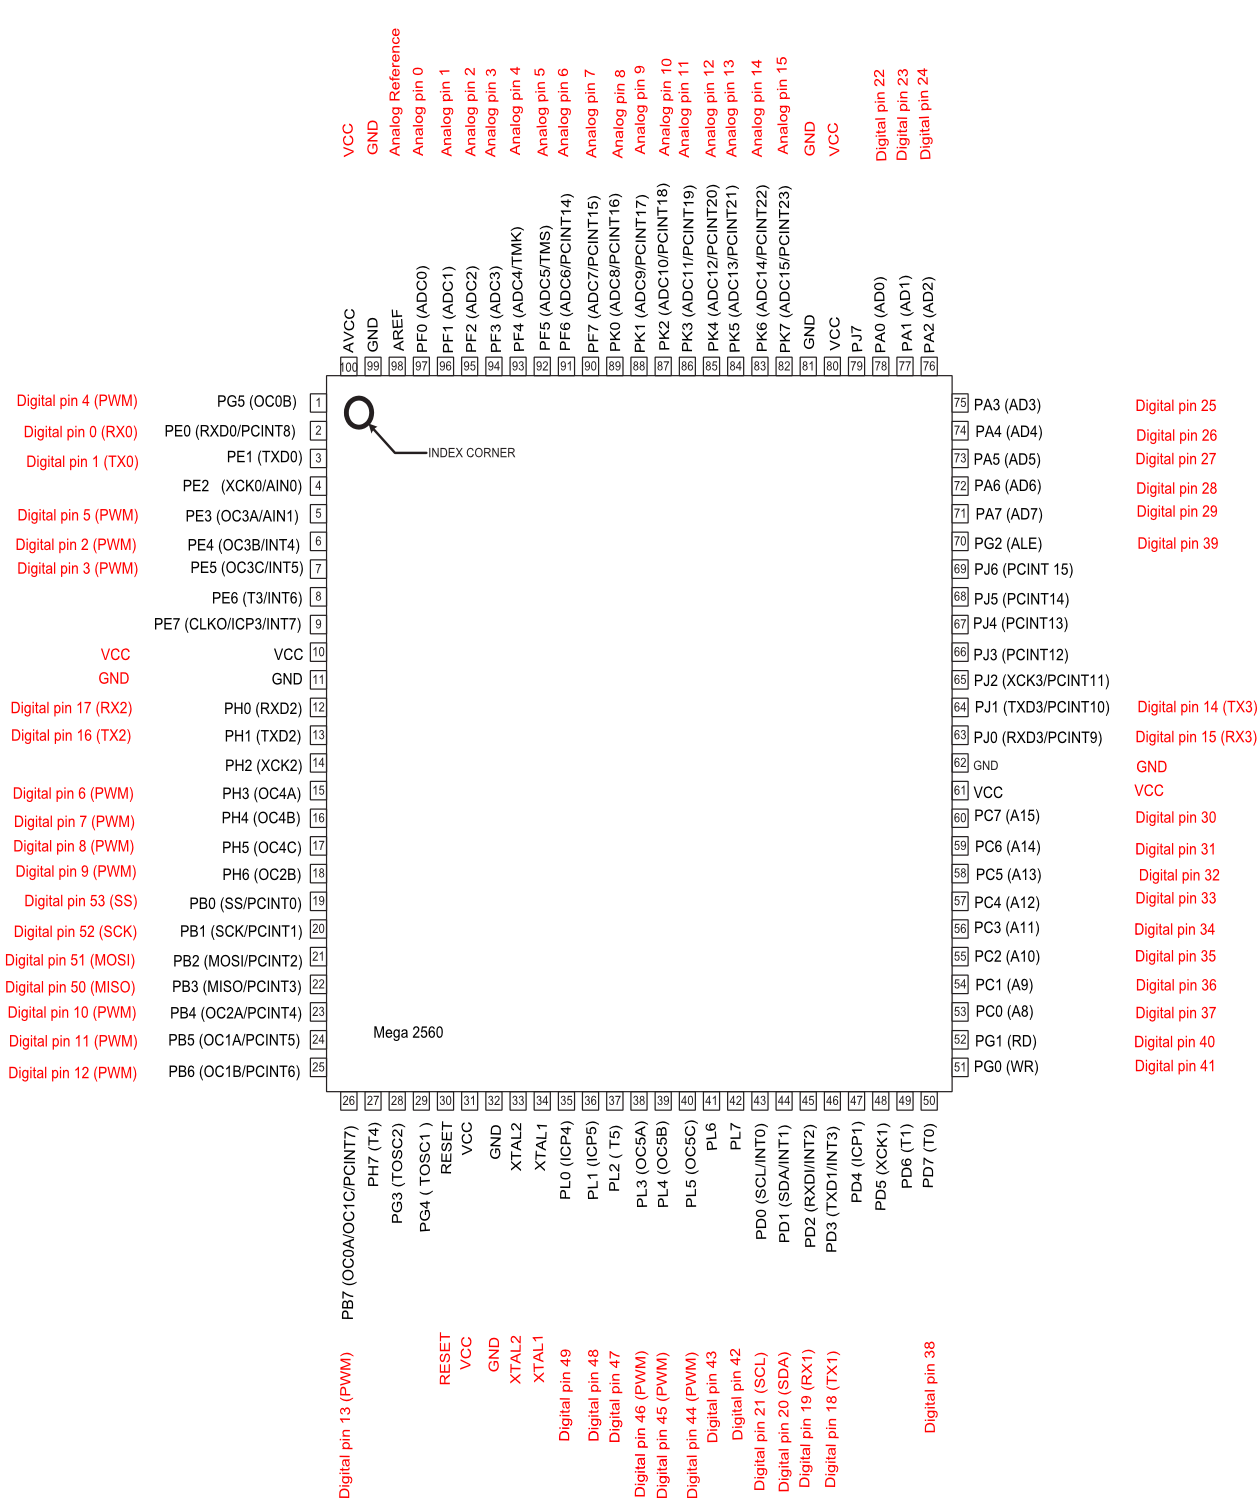 VCC
GND
Analog Reference
Analog pin 0
Analog pin 1
Analog pin 2
Analog pin 3
Analog pin 4
Analog pin 5
Analog pin 6
Analog pin 7
Analog pin 8
Analog pin 9
Analog pin 10
Analog pin 11
Analog pin 12
Analog pin 13
Analog pin 14
Analog pin 15
GND
VCC
Digital pin 22
Digital pin 23
Digital pin 24
AVCC
GND
AREF
PF0 (ADC0)
PF1 (ADC1)
PF2 (ADC2)
PF3 (ADC3)
PF4 (ADC4/TMK)
PF5 (ADC5/TMS)
PF6 (ADC6/PCINT14)
PF7 (ADC7/PCINT15)
PK0 (ADC8/PCINT16)
PK1 (ADC9/PCINT17)
PK2 (ADC10/PCINT18)
PK3 (ADC11/PCINT19)
PK4 (ADC12/PCINT20)
PK5 (ADC13/PCINT21)
PK6 (ADC14/PCINT22)
PK7 (ADC15/PCINT23)
GND
VCC
PJ7
PA0 (AD0)
PA1 (AD1)
PA2 (AD2)
100 99 98 97 96 95 94 93 92 91 90 89 88 87 86 85 84 83 82 81 80 79 78 77 76
Digital pin 4 (PWM) PG5 (OC0B) 1
Digital pin 0 (RX0) PE0 (RXD0/PCINT8) 2
Digital pin 1 (TX0) PE1 (TXD0) 3
PE2 (XCK0/AIN0) 4
Digital pin 5 (PWM) PE3 (OC3A/AIN1) 5
Digital pin 2 (PWM) PE4 (OC3B/INT4) 6
Digital pin 3 (PWM) PE5 (OC3C/INT5) 7
PE6 (T3/INT6) 8
PE7 (CLKO/ICP3/INT7) 9
VCC VCC 10
GND GND 11
Digital pin 17 (RX2) PH0 (RXD2) 12
Digital pin 16 (TX2) PH1 (TXD2) 13
PH2 (XCK2) 14
Digital pin 6 (PWM) PH3 (OC4A) 15
Digital pin 7 (PWM) PH4 (OC4B) 16
Digital pin 8 (PWM) PH5 (OC4C) 17
Digital pin 9 (PWM) PH6 (OC2B) 18
Digital pin 53 (SS) PB0 (SS/PCINT0) 19
Digital pin 52 (SCK) PB1 (SCK/PCINT1) 20
Digital pin 51 (MOSI) PB2 (MOSI/PCINT2) 21
Digital pin 50 (MISO) PB3 (MISO/PCINT3) 22
Digital pin 10 (PWM) PB4 (OC2A/PCINT4) 23
Digital pin 11 (PWM) PB5 (OC1A/PCINT5) 24
Digital pin 12 (PWM) PB6 (OC1B/PCINT6) 25
INDEX CORNER
Mega 2560
75 PA3 (AD3) Digital pin 25
74 PA4 (AD4) Digital pin 26
73 PA5 (AD5) Digital pin 27
72 PA6 (AD6) Digital pin 28
71 PA7 (AD7) Digital pin 29
70 PG2 (ALE) Digital pin 39
69 PJ6 (PCINT 15)
68 PJ5 (PCINT14)
67 PJ4 (PCINT13)
66 PJ3 (PCINT12)
65 PJ2 (XCK3/PCINT11)
64 PJ1 (TXD3/PCINT10) Digital pin 14 (TX3)
63 PJ0 (RXD3/PCINT9) Digital pin 15 (RX3)
62 GND GND
61 VCC VCC
60 PC7 (A15) Digital pin 30
59 PC6 (A14) Digital pin 31
58 PC5 (A13) Digital pin 32
57 PC4 (A12) Digital pin 33
56 PC3 (A11) Digital pin 34
55 PC2 (A10) Digital pin 35
54 PC1 (A9) Digital pin 36
53 PC0 (A8) Digital pin 37
52 PG1 (RD) Digital pin 40
51 PG0 (WR) Digital pin 41
26 27 28 29 30 31 32 33 34 35 36 37 38 39 40 41 42 43 44 45 46 47 48 49 50
PB7 (OC0A/OC1C/PCINT7)
PH7 (T4)
PG3 (TOSC2)
PG4 ( TOSC1 )
RESET
VCC
GND
XTAL2
XTAL1
PL0 (ICP4)
PL1 (ICP5)
PL2 ( T5)
PL3 (OC5A)
PL4 (OC5B)
PL5 (OC5C)
PL6
PL7
PD0 (SCL/INT0)
PD1 (SDA/INT1)
PD2 (RXDI/INT2)
PD3 (TXD1/INT3)
PD4 (ICP1)
PD5 (XCK1)
PD6 (T1)
PD7 (T0)
Digital pin 13 (PWM)
RESET
VCC
GND
XTAL2
XTAL1
Digital pin 49
Digital pin 48
Digital pin 47
Digital pin 46 (PWM)
Digital pin 45 (PWM)
Digital pin 44 (PWM)
Digital pin 43
Digital pin 42
Digital pin 21 (SCL)
Digital pin 20 (SDA)
Digital pin 19 (RX1)
Digital pin 18 (TX1)
Digital pin 38